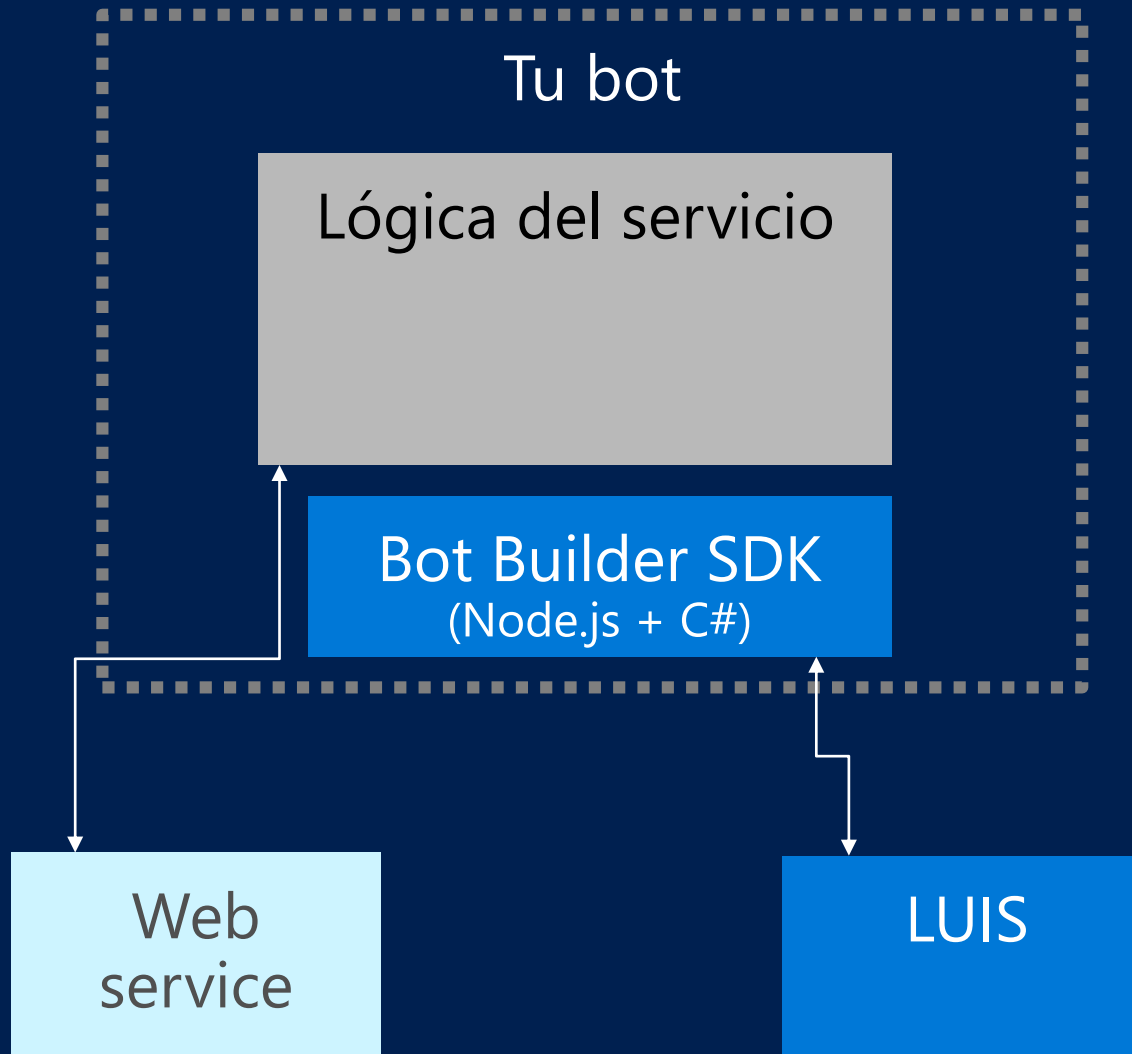 Tu bot
Lógica del servicio
Bot Builder SDK
(Node.js + C#)
Web
service
LUIS